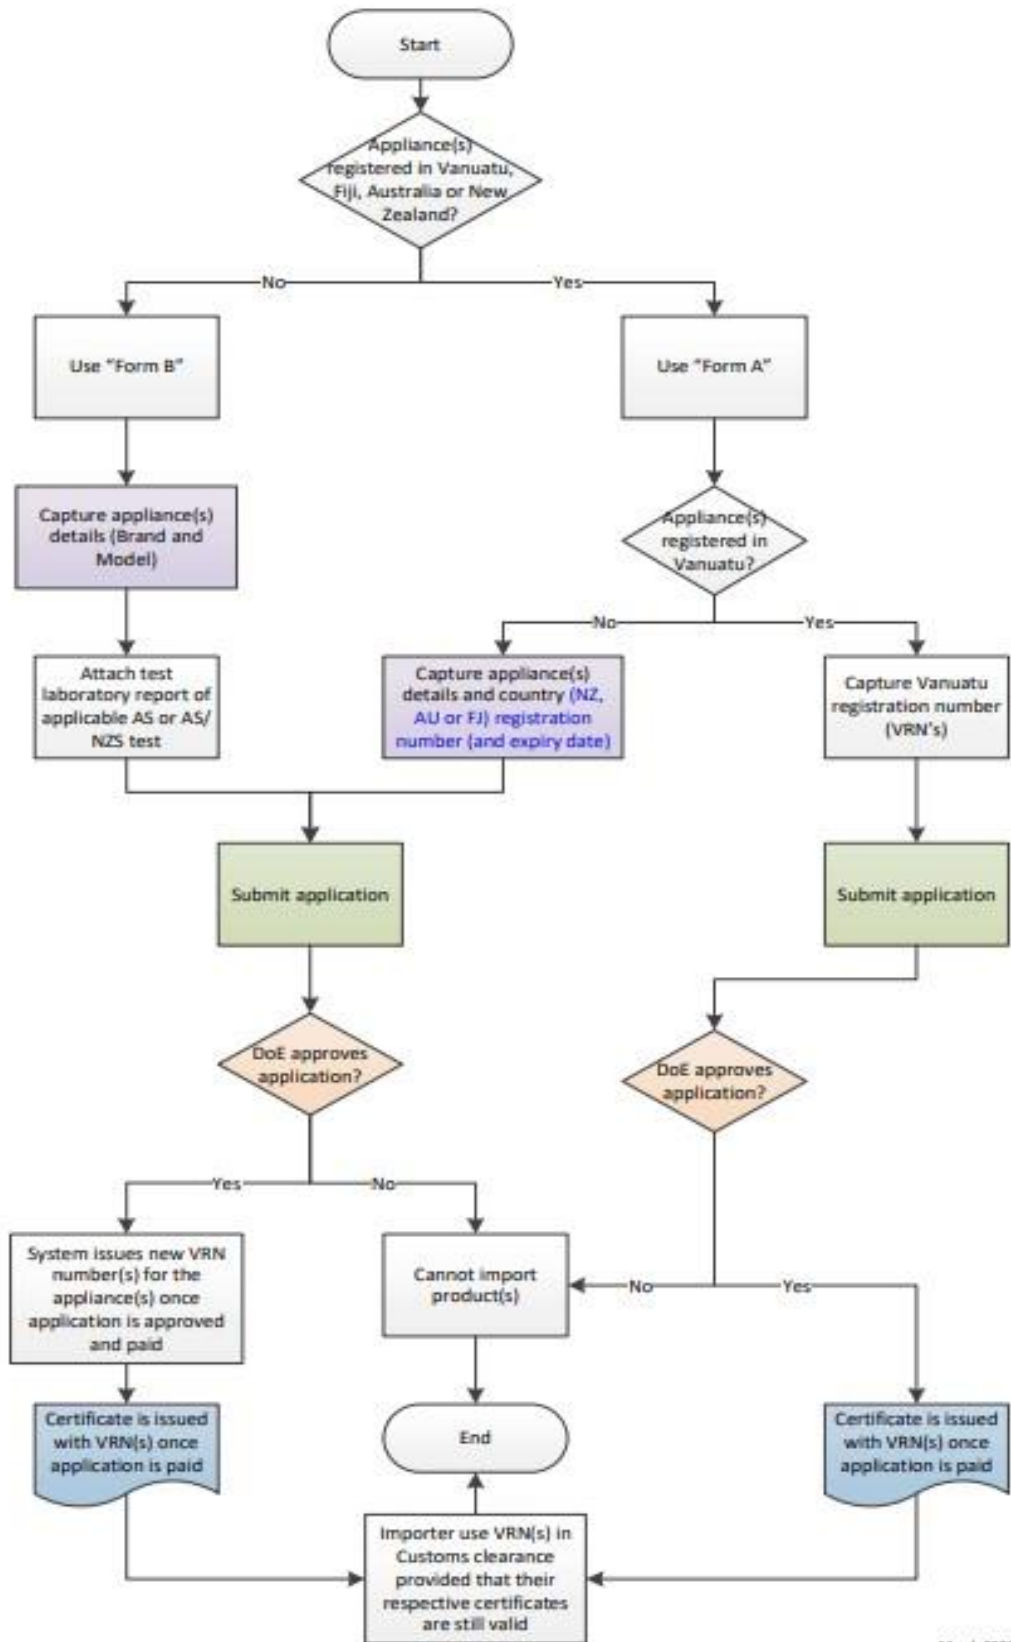 Start
Appliance(s)
registered in Vanuatu,
Fiji, Australia or New
Zealand?
No
Yes
Use “Form B”
Use “Form A”
Capture appliance(s)
details (Brand and
Model)
Appliance(s)
registered in
Vanuatu?
No
Yes
Attach test
laboratory report of
applicable AS or AS/
NZS test
Capture appliance(s)
details and country (NZ,
AU or FJ) registration
number (and expiry date)
Capture Vanuatu
registration number
(VRN's)
Submit application
Submit application
DoE approves
application?
DoE approves
application?
Yes
No
System issues new VRN
number(s) for the
appliance(s) once
application is approved
and paid
Cannot import
product(s)
No
Yes
Certificate is issued
with VRN(s) once
application is paid
End
Certificate is issued
with VRN(s) once
application is paid
Importer use VRN(s) in
Customs clearance
provided that their
respective certificates
are still valid